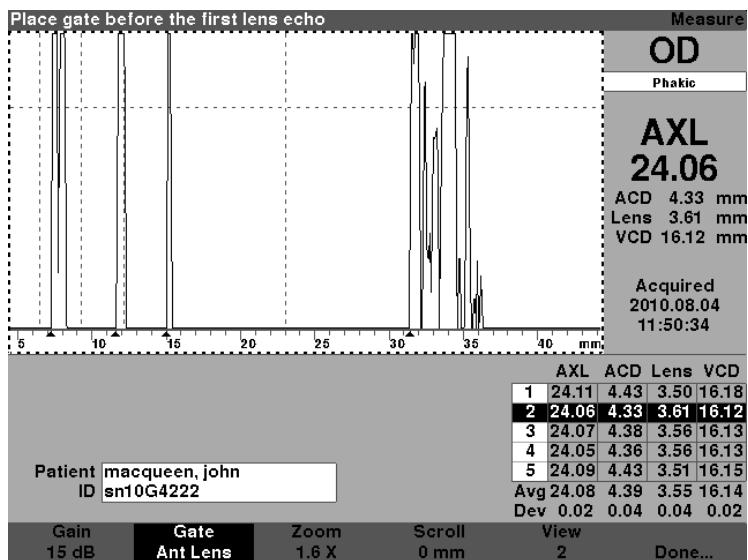 Place gate before the first lens echo
Measure
OD
Phakic
AXL
24.06
ACD 4.33 mm
Lens 3.61 mm
VCD 16.12 mm
Acquired
2010.08.04
11:50:34
5 10 15 20 25 30 35 40 mm
AXL ACD Lens VCD
1 24.11 4.43 3.50 16.18
2 24.06 4.33 3.61 16.12
3 24.07 4.38 3.56 16.13
4 24.05 4.36 3.56 16.13
5 24.09 4.43 3.51 16.15
Avg 24.08 4.39 3.55 16.14
Dev 0.02 0.04 0.04 0.02
Patient macqueen, john
ID sn10G4222
Gain Gate Zoom Scroll View
15 dB Ant Lens 1.6 X 0 mm 2 Done...